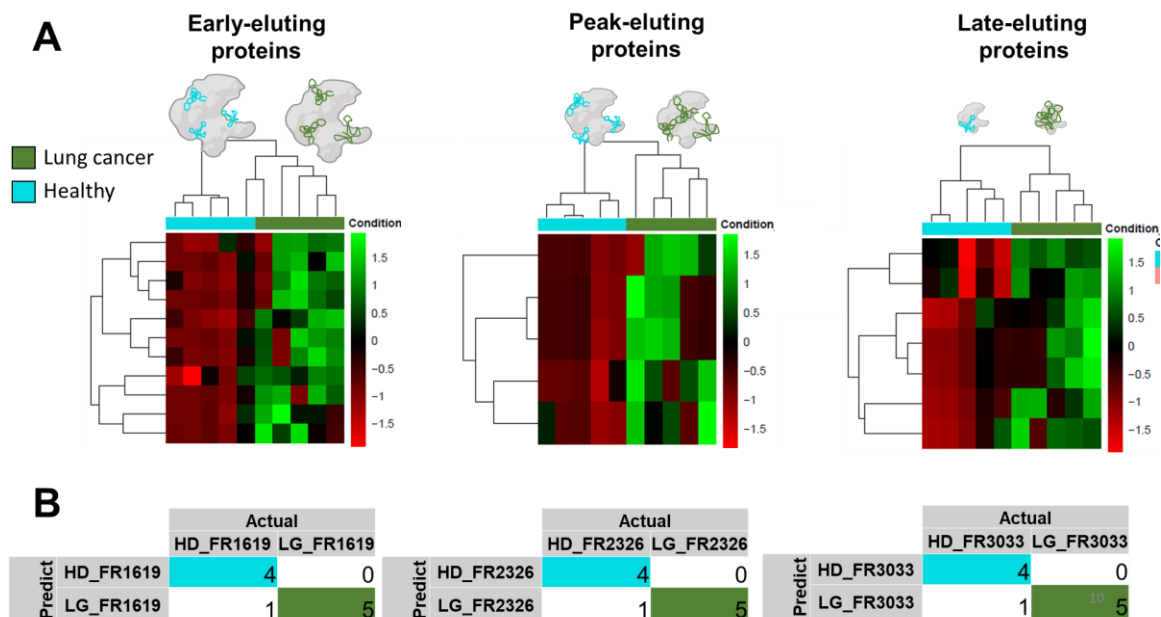 A
Early-eluting
proteins
Peak-eluting
proteins
Late-eluting
proteins
Lung cancer
Healthy
Condition
1.5
1
0.5
0
-0.5
-1
-1.5
Condition
1.5
1
0.5
0
-0.5
-1
-1.5
Condition_
C
1.5
1
0.5
0
-0.5
-1
-1.5
B
Actual
HD_FR1619 LG_FR1619
Predict
HD_FR1619 4 0
LG_FR1619 1 5
Actual
HD_FR2326 LG_FR2326
Predict
HD_FR2326 4 0
LG_FR2326 1 5
Actual
HD_FR3033 LG_FR3033
Predict
HD_FR3033 4 0
LG_FR3033 1 5
10